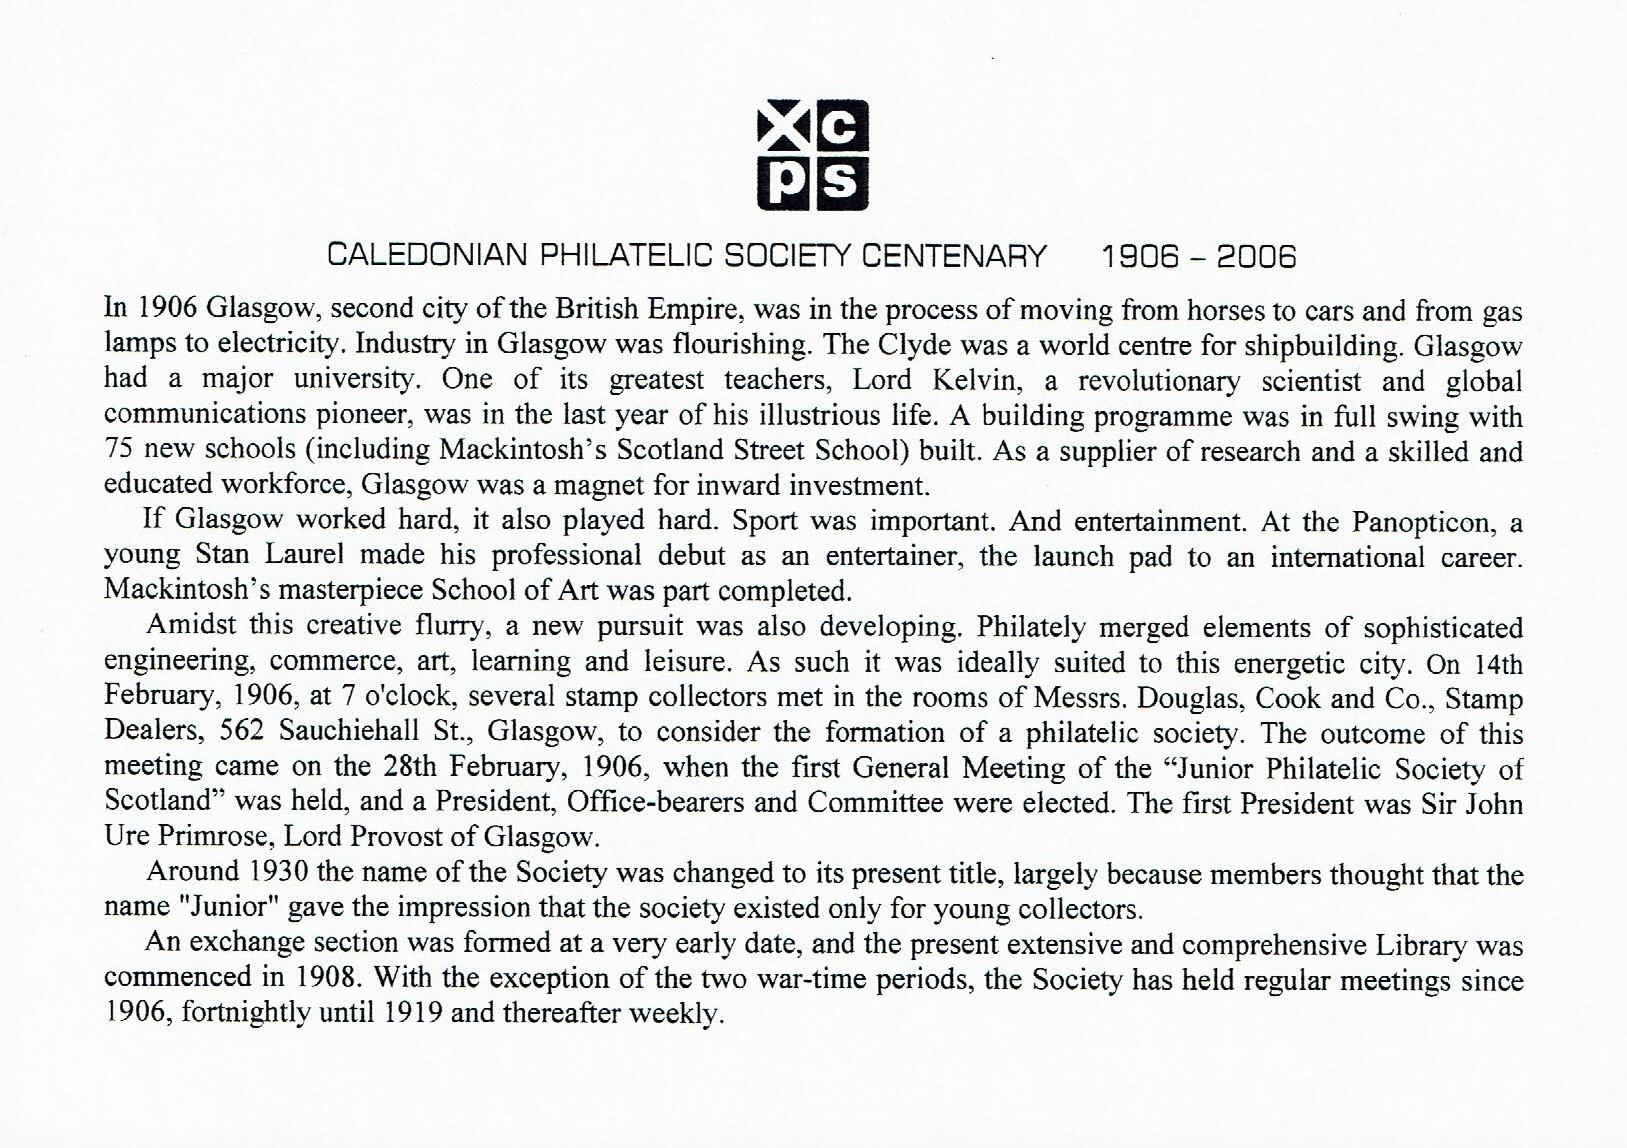 c
ps
CALEDONIAN PHILATELIC SOCIETY CENTENARY 1906 – 2006
In 1906 Glasgow, second city of the British Empire, was in the process of moving from horses to cars and from gas
lamps to electricity. Industry in Glasgow was flourishing. The Clyde was a world centre for shipbuilding. Glasgow
had a major university. One of its greatest teachers, Lord Kelvin, a revolutionary scientist and global
communications pioneer, was in the last year of his illustrious life. A building programme was in full swing with
75 new schools (including Mackintosh's Scotland Street School) built. As a supplier of research and a skilled and
educated workforce, Glasgow was a magnet for inward investment.
If Glasgow worked hard, it also played hard. Sport was important. And entertainment. At the Panopticon, a
young Stan Laurel made his professional debut as an entertainer, the launch pad to an international career.
Mackintosh's masterpiece School of Art was part completed.
Amidst this creative flurry, a new pursuit was also developing. Philately merged elements of sophisticated
engineering, commerce, art, learning and leisure. As such it was ideally suited to this energetic city. On 14th
February, 1906, at 7 o'clock, several stamp collectors met in the rooms of Messrs. Douglas, Cook and Co., Stamp
Dealers, 562 Sauchiehall St., Glasgow, to consider the formation of a philatelic society. The outcome of this
meeting came on the 28th February, 1906, when the first General Meeting of the “Junior Philatelic Society of
Scotland” was held, and a President, Office-bearers and Committee were elected. The first President was Sir John
Ure Primrose, Lord Provost of Glasgow.
Around 1930 the name of the Society was changed to its present title, largely because members thought that the
name "Junior" gave the impression that the society existed only for young collectors.
An exchange section was formed at a very early date, and the present extensive and comprehensive Library was
commenced in 1908. With the exception of the two war-time periods, the Society has held regular meetings since
1906, fortnightly until 1919 and thereafter weekly.